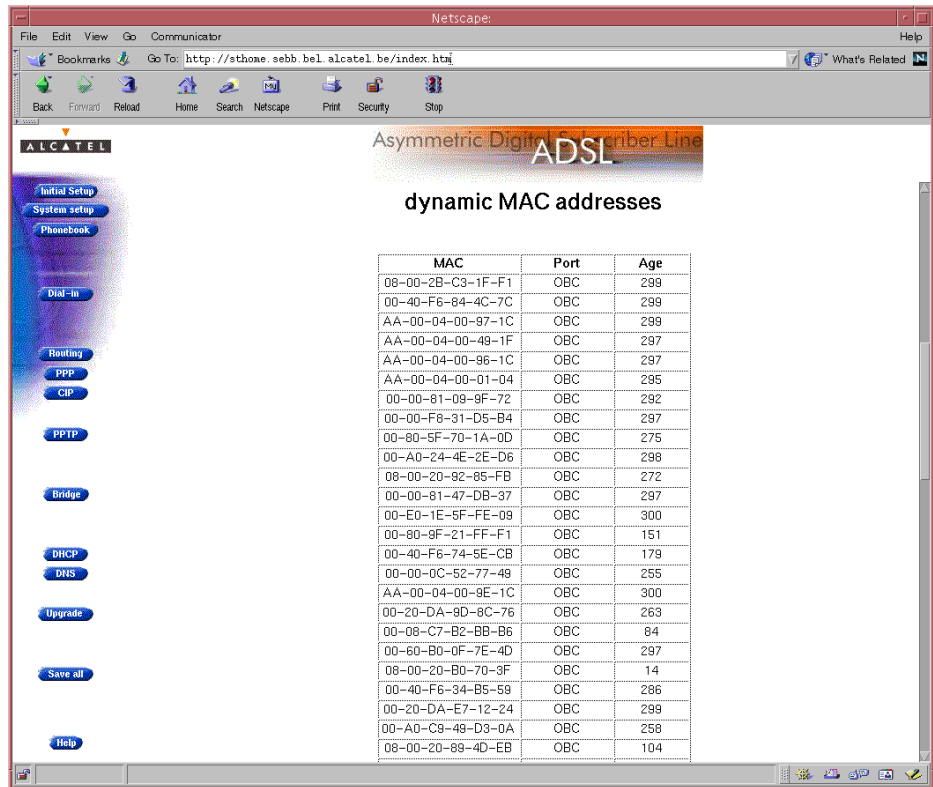 Netscape:
File Edit View Go Communicator Help
Bookmarks Go To: http://sthome.sebb.bel.alcatel.be/index.htm What's Related N
Back Forward Reload Home Search Netscape Print Security Stop
ALCATEL
Asymmetric Digital Subscriber Line
ADSL
Initial Setup
System setup
Phonebook
Dial-in
Routing
PPP
CIP
PPTP
Bridge
DHCP
DNS
Upgrade
Save all
Help
dynamic MAC addresses
MAC Port Age
08-00-2B-C3-1F-F1 OBC 299
00-40-F6-84-4C-7C OBC 299
AA-00-04-00-97-1C OBC 299
AA-00-04-00-49-1F OBC 297
AA-00-04-00-96-1C OBC 297
AA-00-04-00-01-04 OBC 295
00-00-81-09-9F-72 OBC 292
00-00-F8-31-D5-B4 OBC 297
00-80-5F-70-1A-0D OBC 275
00-A0-24-4E-2E-D6 OBC 298
08-00-20-92-85-FB OBC 272
00-00-81-47-DB-37 OBC 297
00-E0-1E-5F-FE-09 OBC 300
00-80-9F-21-FF-F1 OBC 151
00-40-F6-74-5E-CB OBC 179
00-00-0C-52-77-49 OBC 255
AA-00-04-00-9E-1C OBC 300
00-20-DA-9D-8C-76 OBC 263
00-08-C7-B2-BB-B6 OBC 84
00-60-B0-0F-7E-4D OBC 297
08-00-20-B0-70-3F OBC 14
00-40-F6-34-B5-59 OBC 286
00-20-DA-E7-12-24 OBC 299
00-A0-C9-49-D3-0A OBC 258
08-00-20-89-4D-EB OBC 104